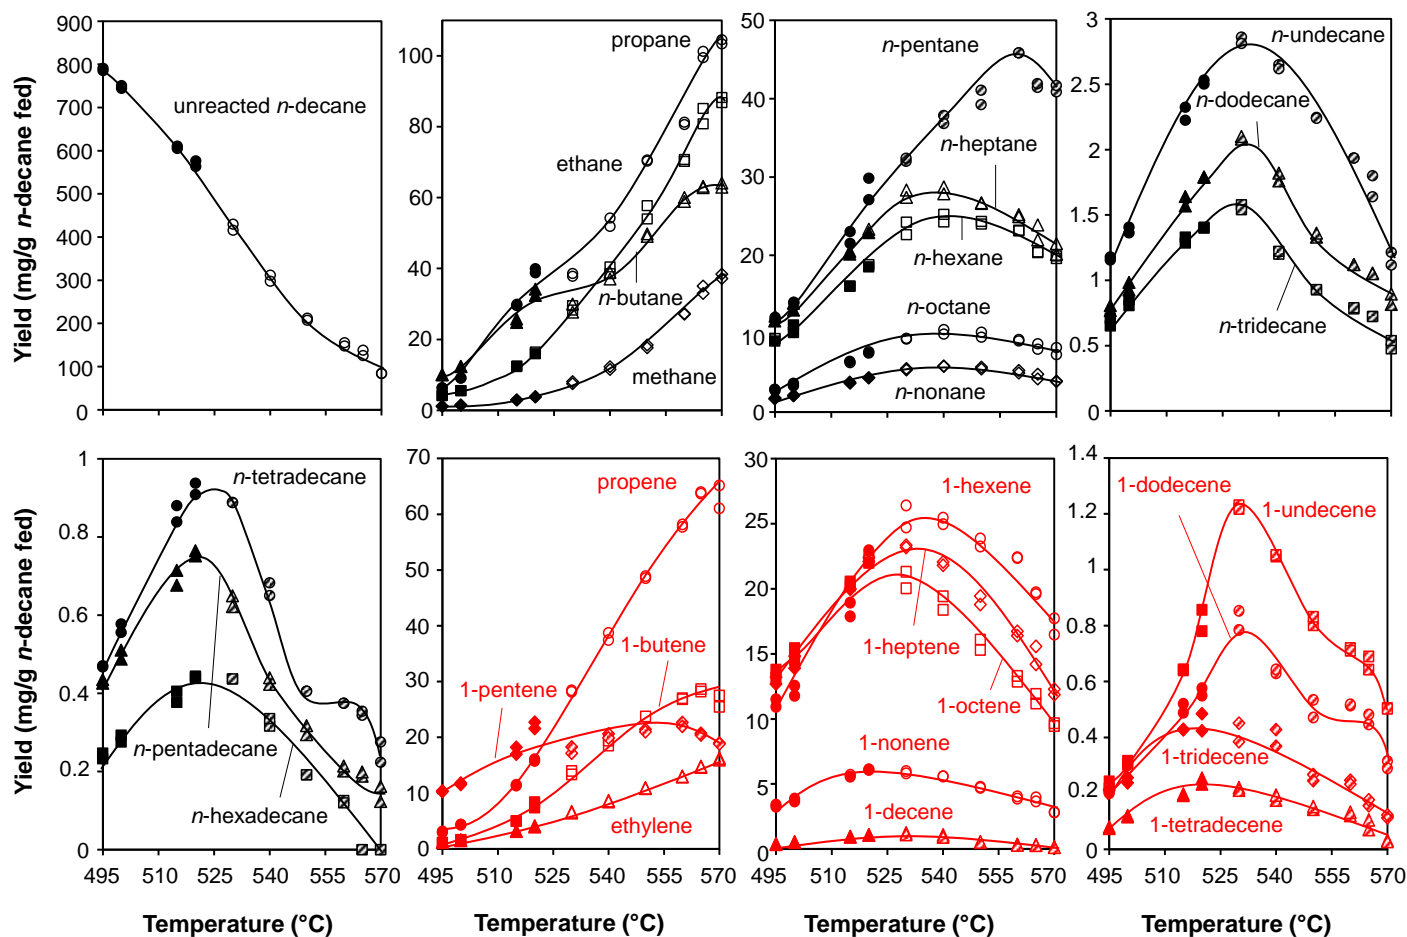 Yield (mg/g n-decane fed)
900
800
700
600
500
400
300
200
100
0
unreacted n-decane
100
80
60
40
20
0
propane
ethane
n-butane
methane
50
40
30
20
10
0
n-pentane
n-heptane
n-hexane
n-octane
n-nonane
3
2.5
2
1.5
1
0.5
0
n-undecane
n-dodecane
n-tridecane
Yield (mg/g n-decane fed)
1
0.8
0.6
0.4
0.2
0
n-tetradecane
n-pentadecane
n-hexadecane
495 510 525 540 555 570
Temperature (°C)
70
60
50
40
30
20
10
0
propene
1-butene
1-pentene
ethylene
495 510 525 540 555 570
Temperature (°C)
30
25
20
15
10
5
0
1-hexene
1-heptene
1-octene
1-nonene
1-decene
495 510 525 540 555 570
Temperature (°C)
1.4
1.2
1
0.8
0.6
0.4
0.2
0
1-dodecene
1-undecene
1-tridecene
1-tetradecene
495 510 525 540 555 570
Temperature (°C)